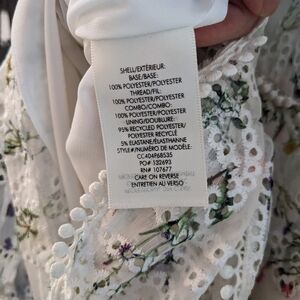 SHELL/EXTÉRIEUR:
BASE/BASE:
100% POLYESTER/POLYESTER
THREAD/FIL:
100% POLYESTER/POLYESTER
COMBO/COMBO:
100% POLYESTER/POLYESTER
LINING/DOUBLURE:
95% RECYCLED POLYESTER/
POLYESTER RECYCLÉ
5% ELASTANE/ÉLASTHANNE
STYLE#/NUMÉRO DE MODÈLE:
CC404P68535
PO# 132693
RN# 107677
CARE ON REVERSE
ENTRETIEN AU VERSO